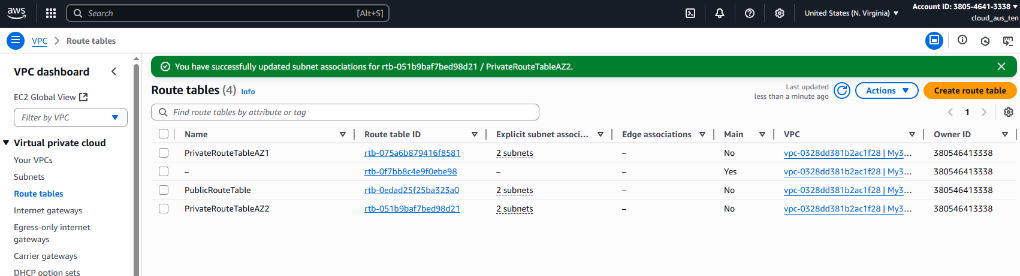 aws
Search
[Alt+S]
United States (N. Virginia)
Account ID: 3805-4641-3338
cloud_aus_ten
VPC
Route tables
VPC dashboard
EC2 Global View
Filter by VPC
Virtual private cloud
Your VPCs
Subnets
Route tables
Internet gateways
Egress-only internet
gateways
Carrier gateways
DHCP option sets
You have successfully updated subnet associations for rtb-051b9baf7bed98d21 / PrivateRouteTableAZ2.
Route tables (4) Info
Last updated
less than a minute ago
Actions
Create route table
Find route tables by attribute or tag
1
Name Route table ID Explicit subnet associ... Edge associations Main VPC Owner ID
PrivateRouteTableAZ1 rtb-075a6b879416f8581 2 subnets – No vpc-0328dd381b2ac1f28 | My3... 380546413338
– rtb-0f7bb8c4e9f0ebe98 – – Yes vpc-0328dd381b2ac1f28 | My3... 380546413338
PublicRouteTable rtb-0edad25f25ba323a0 2 subnets – No vpc-0328dd381b2ac1f28 | My3... 380546413338
PrivateRouteTableAZ2 rtb-051b9baf7bed98d21 2 subnets – No vpc-0328dd381b2ac1f28 | My3... 380546413338